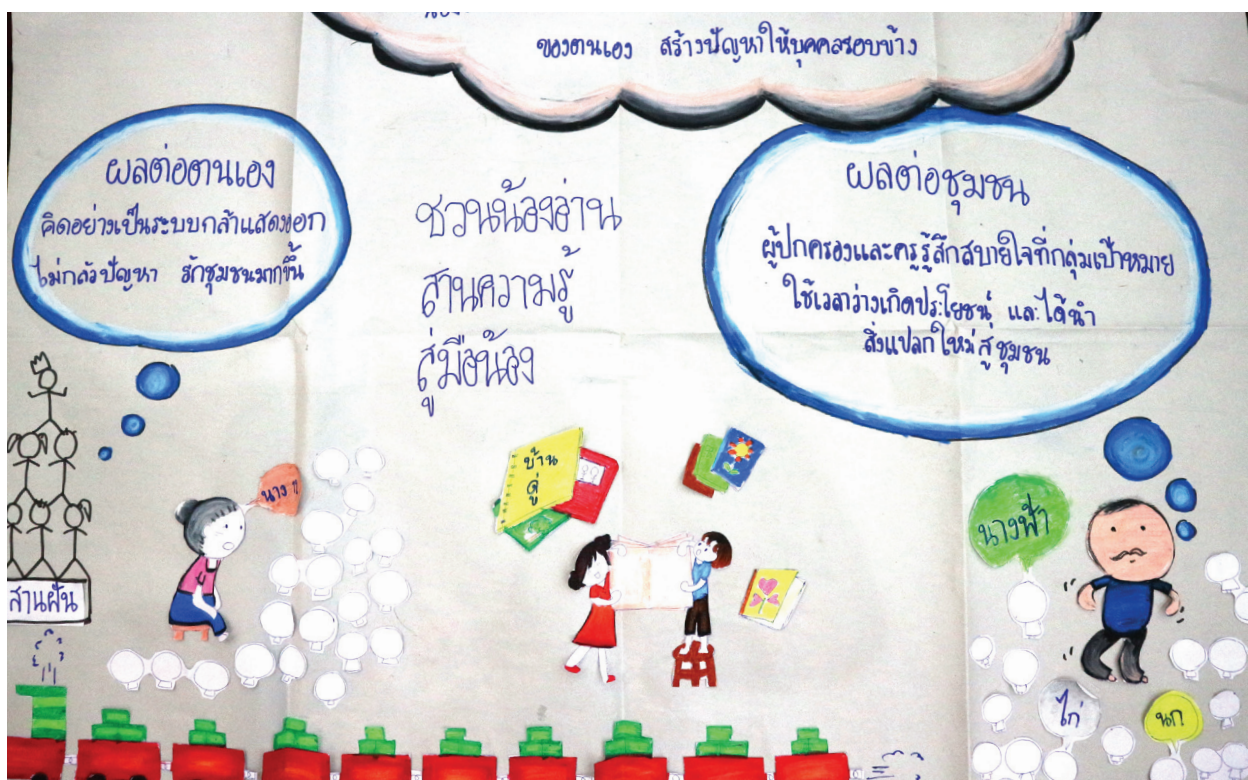 ของตนเอง สร้างปัญหาให้บุคคลรอบข้าง
ผลต่อตนเอง
คิดอย่างเป็นระบบกล้าแสดงออก
ไม่กลัวปัญหา รักชุมชนมากขึ้น
ชวนน้องอ่าน
สานความรู้
สู่มือน้อง
ผลต่อชุมชน
ผู้ปกครองและครูรู้สึกสบายใจที่กลุ่มเป้าหมาย
ใช้เวลาว่างเกิดประโยชน์ และได้นำ
สิ่งแปลกใหม่สู่ชุมชน
บ้าน
ดู่
นาง
นางฟ้า
สานฝัน
ไก่
นก